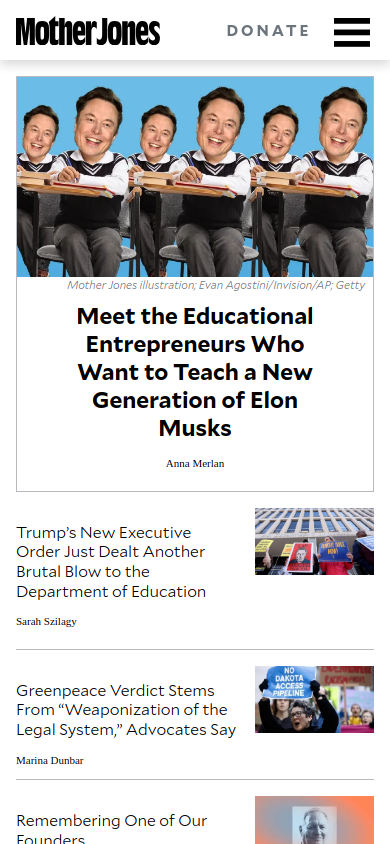 Mother Jones
DONATE
Mother Jones illustration; Evan Agostini/Invision/AP; Getty
Meet the Educational
Entrepreneurs Who
Want to Teach a New
Generation of Elon
Musks
Anna Merlan
Trump’s New Executive
Order Just Dealt Another
Brutal Blow to the
Department of Education
Sarah Szilagy
Greenpeace Verdict Stems
From “Weaponization of the
Legal System,” Advocates Say
Marina Dunbar
NO
DAKOTA
ACCESS
PIPELINE
Remembering One of Our
Founders